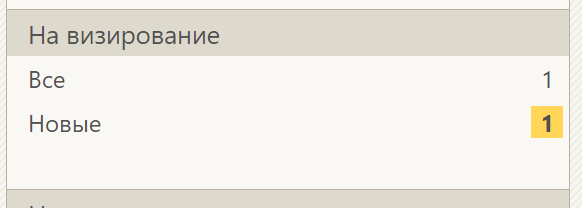 На визирование
Все 1
Новые 1